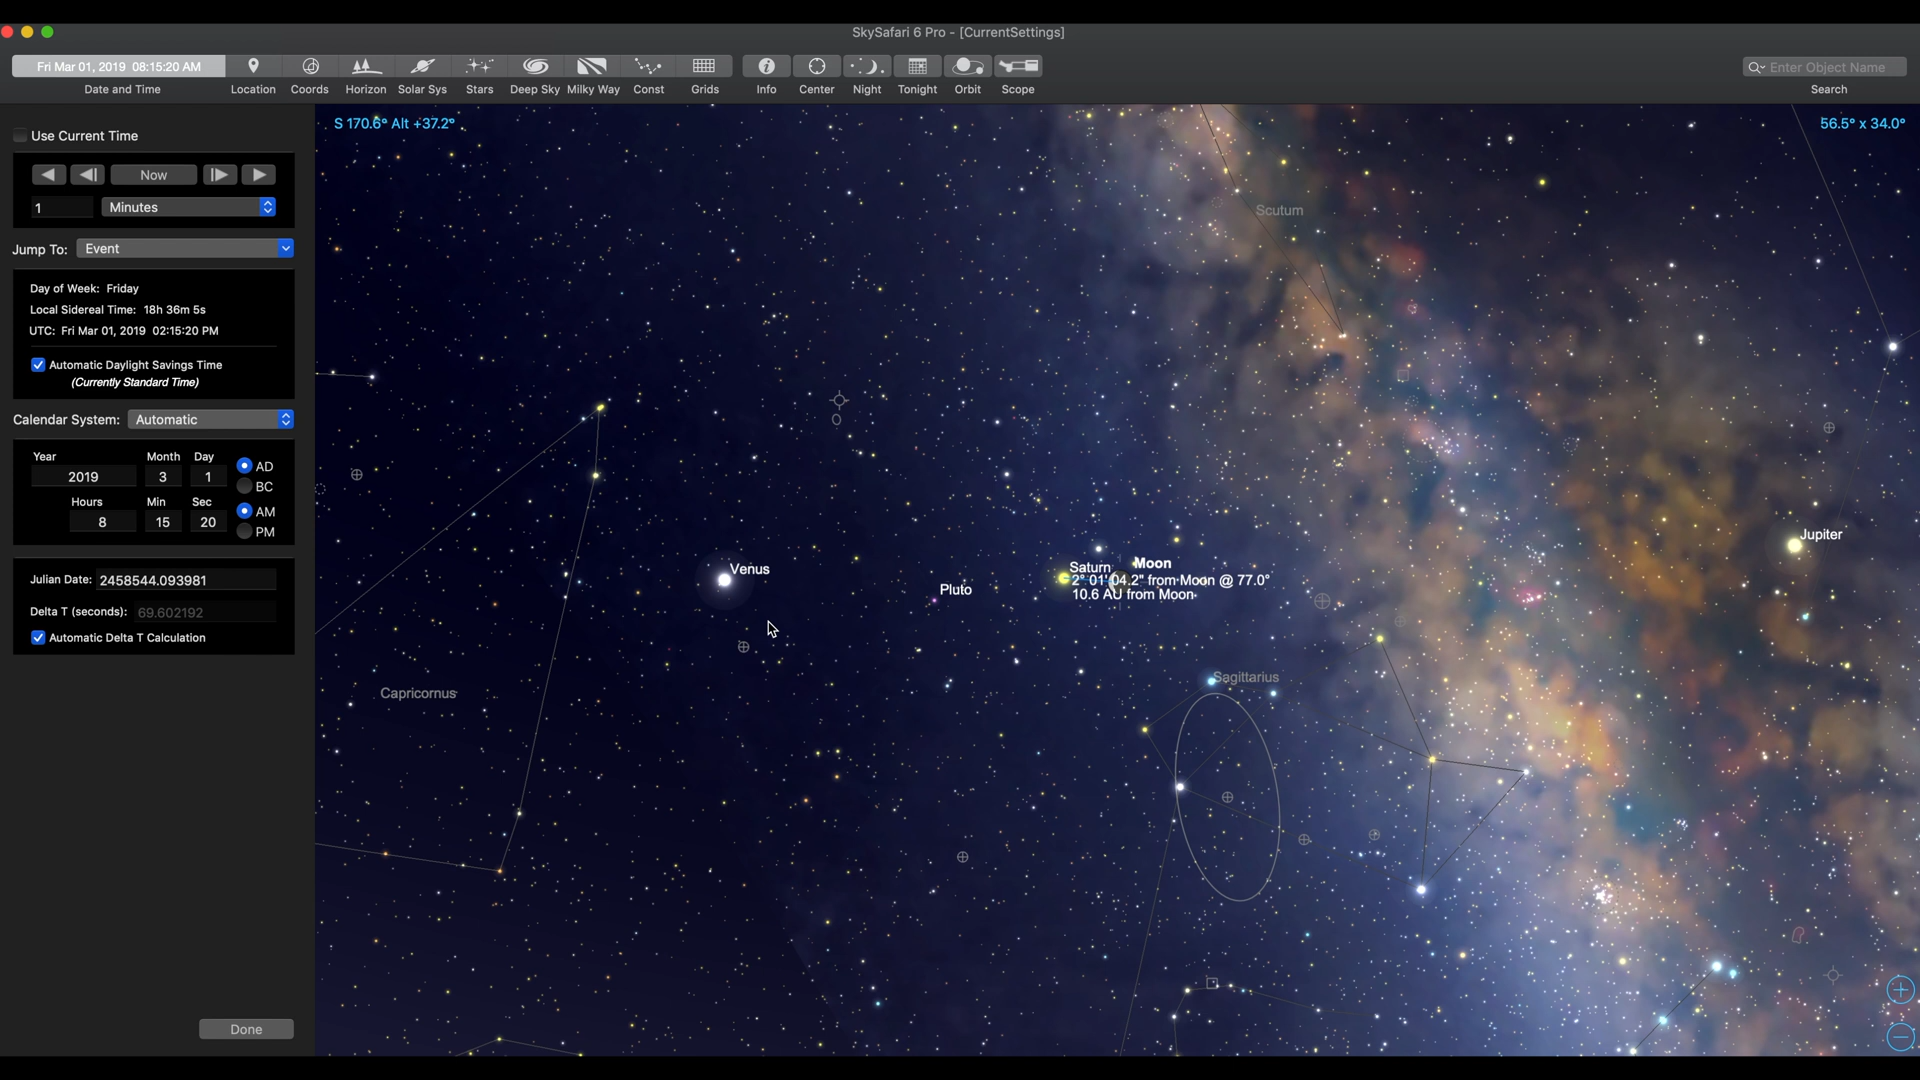 SkySafari 6 Pro - [CurrentSettings]
Fri Mar 01, 2019 08:15:20 AM
Enter Object Name
Date and Time
Location
Coords
Horizon
Solar Sys
Stars
Deep Sky
Milky Way
Const
Grids
Info
Center
Night
Tonight
Orbit
Scope
Search
Use Current Time
Now
1
Minutes
Jump To:
Event
Day of Week: Friday
Local Sidereal Time: 18h 36m 5s
UTC: Fri Mar 01, 2019 02:15:20 PM
Automatic Daylight Savings Time
(Currently Standard Time)
Calendar System:
Automatic
Year
Month
Day
2019
3
1
AD
BC
Hours
Min
Sec
8
15
20
AM
PM
Julian Date: 2458544.093981
Delta T (seconds): 69.602192
Automatic Delta T Calculation
Done
S 170.6° Alt +37.2°
56.5° x 34.0°
Scutum
Jupiter
Venus
Saturn
Moon
2° 01' 04.2" from Moon @ 77.0°
10.6 AU from Moon
Pluto
Sagittarius
Capricornus